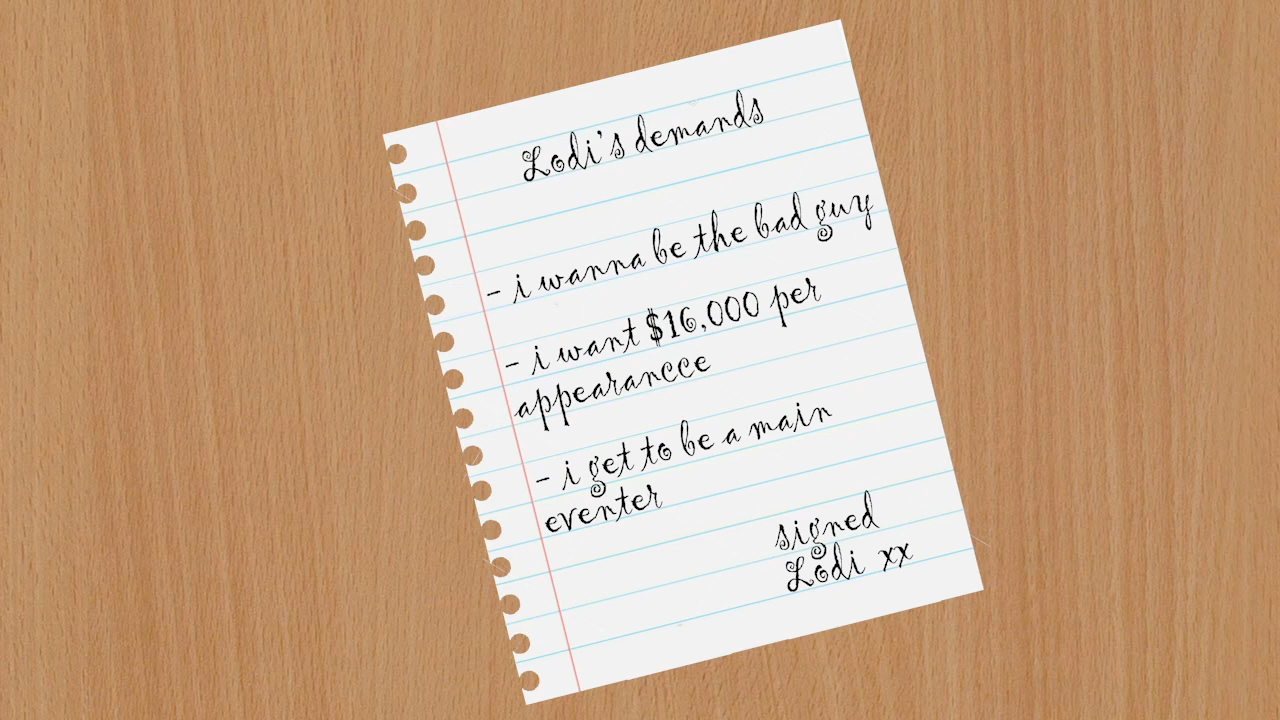 Lodi's demands
- i wanna be the bad guy
- i want $16,000 per
appearancce
- i get to be a main
eventer
signed
Lodi xx